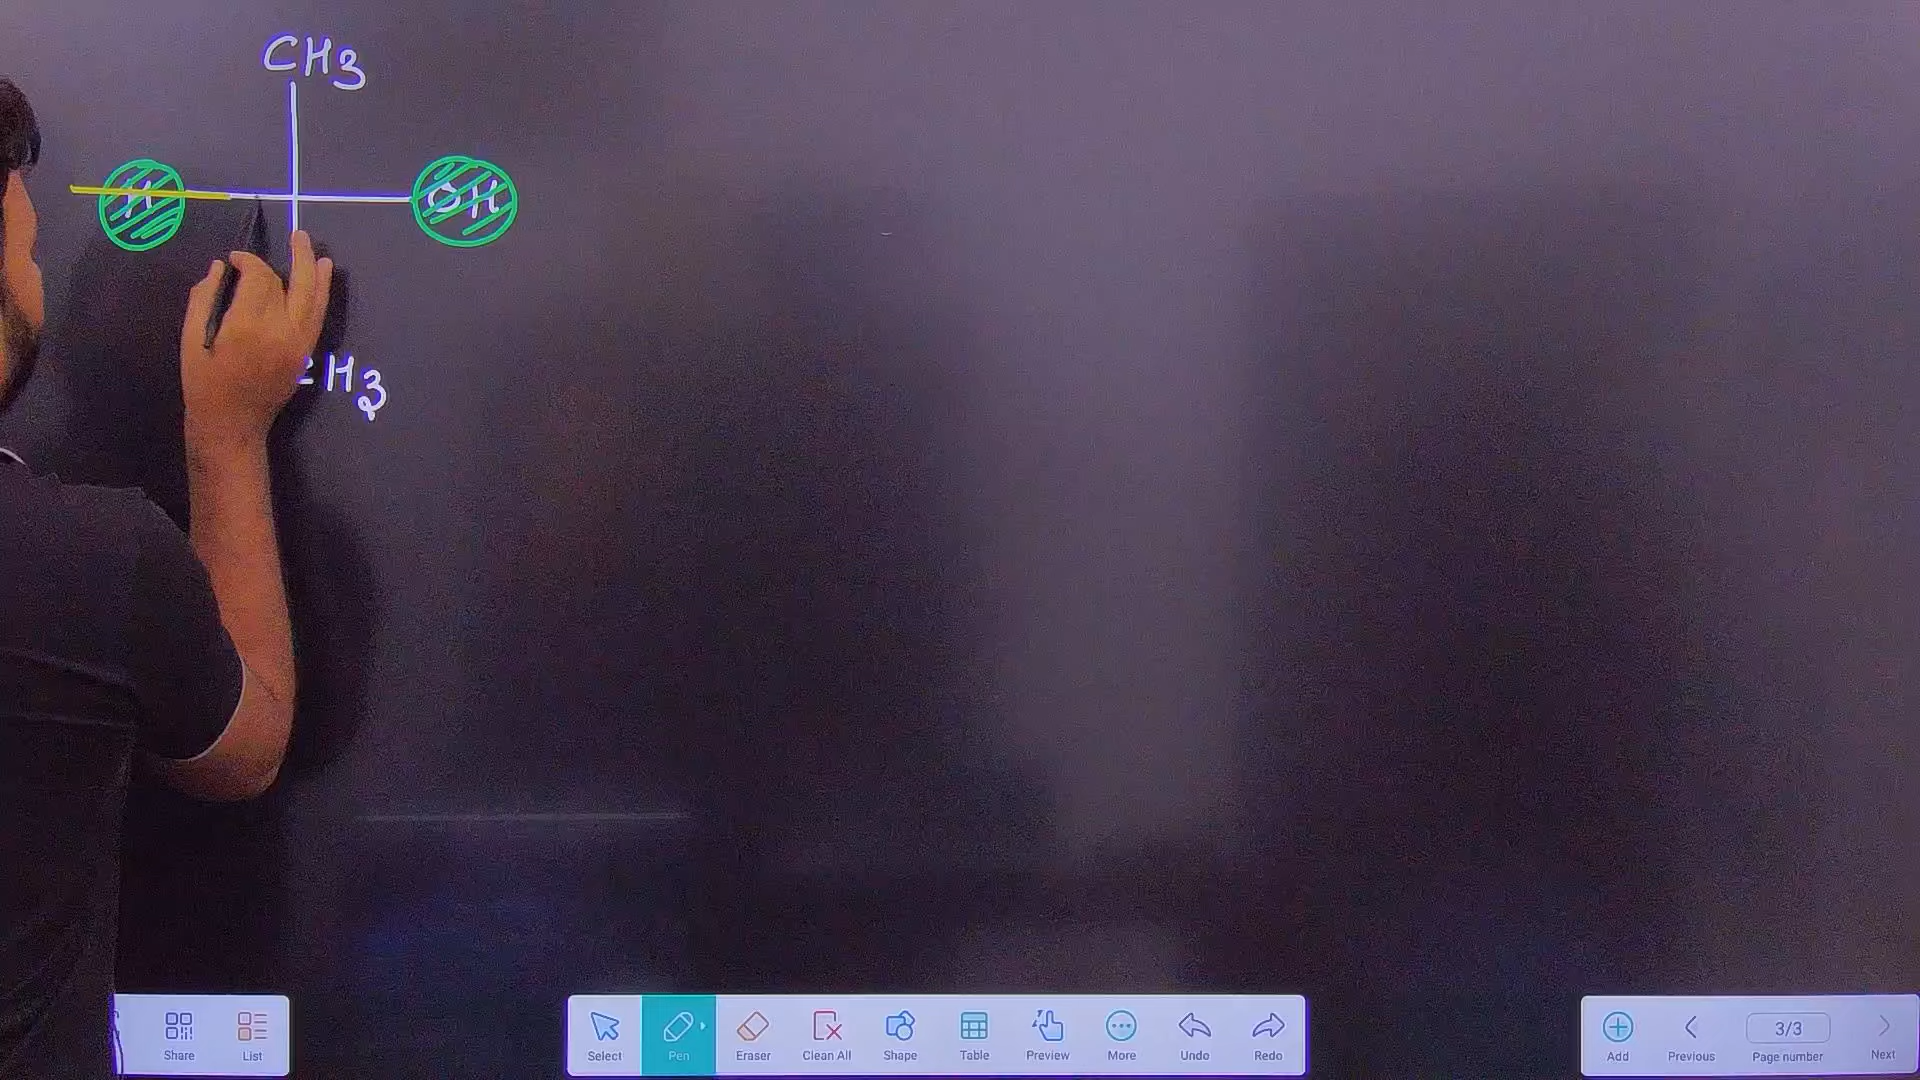 CH3
H OH
H3
Share List
Select Pen Eraser Clean All Shape Table Preview More Undo Redo
Add Previous 3/3 Page number Next